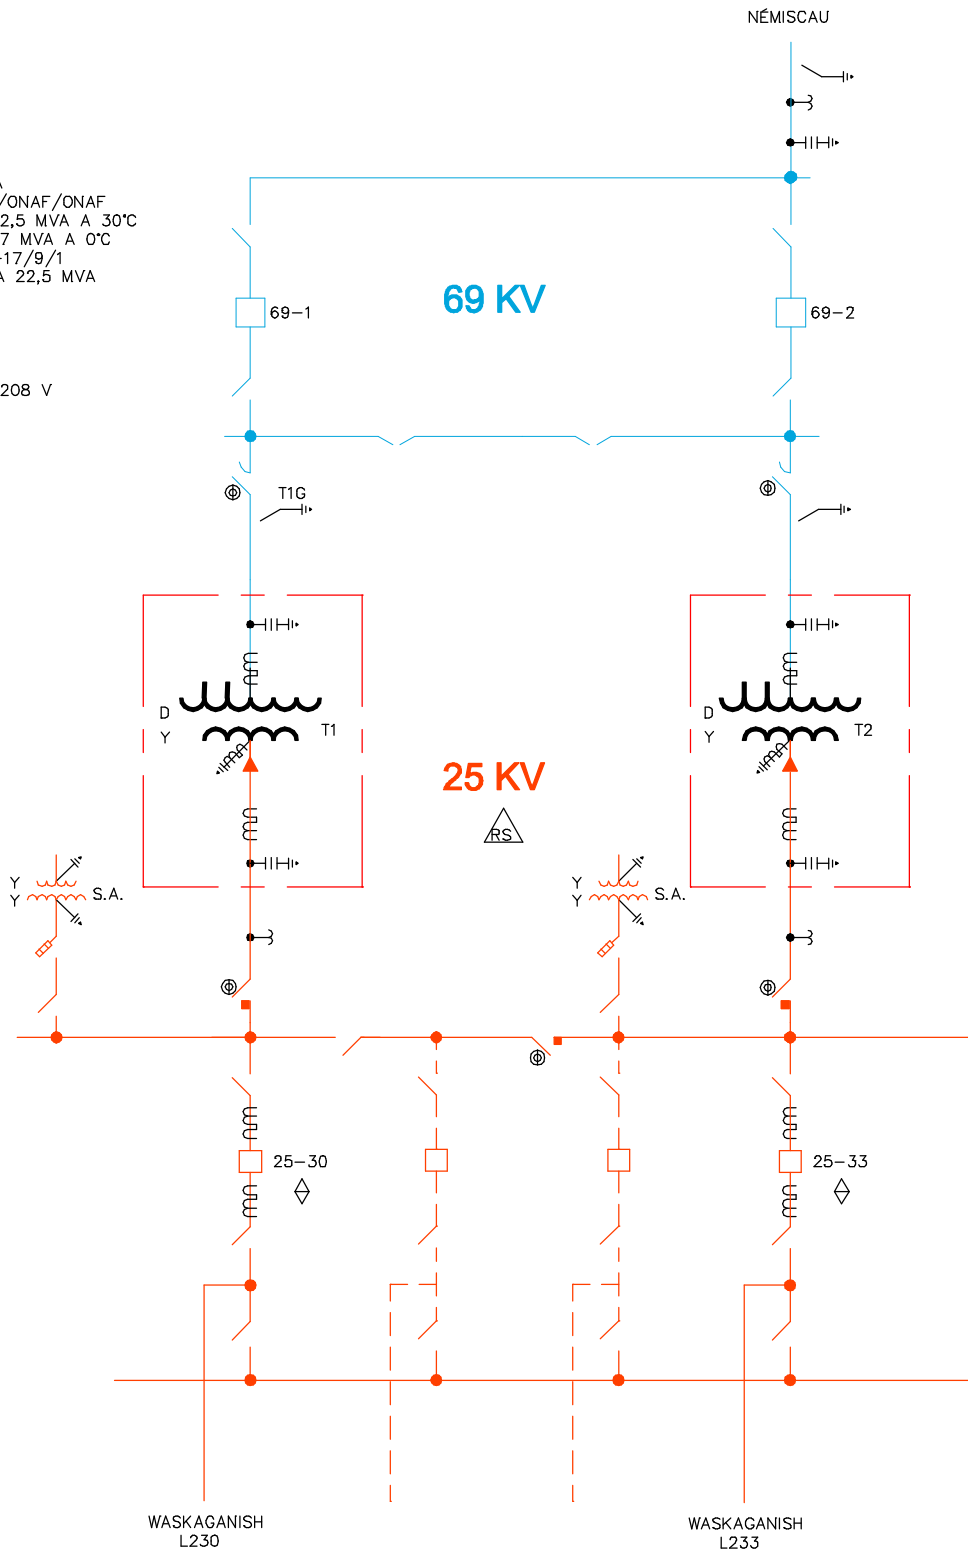 NÉMISCAU
/ONAF/ONAF
2,5 MVA A 30°C
7 MVA A 0°C
-17/9/1
A 22,5 MVA
69-1
69 KV
69-2
208 V
T1G
D
Y
T1
D
Y
T2
25 KV
RS
Y
Y
S.A.
Y
Y
S.A.
25-30
25-33
WASKAGANISH
L230
WASKAGANISH
L233